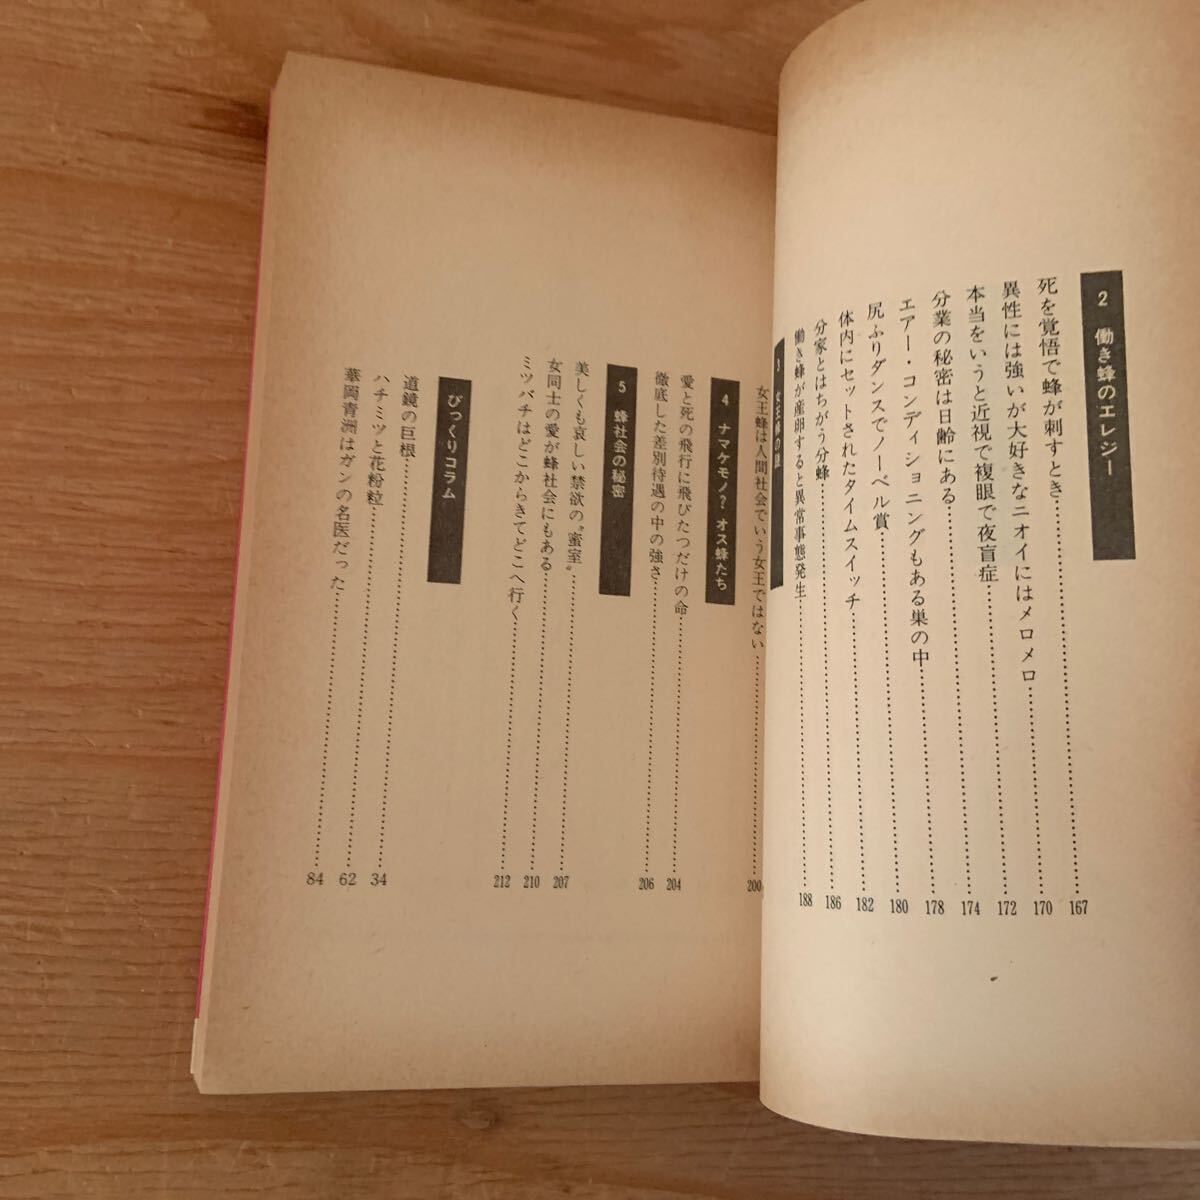 2 働き蜂のエレジー
死を覚悟で蜂が刺すとき……167
異性には強いが大好きなニオイにはメロメロ……170
本当をいうと近視で複眼で夜盲症……172
分業の秘密は日齢にある……174
エアー・コンディショニングもある巣の中……178
尻ふりダンスでノーベル賞……180
体内にセットされたタイムスイッチ……182
分家とはちがう分蜂……186
働き蜂が産卵すると異常事態発生……188
3 女王蜂の謎
女王蜂は人間社会でいう女王ではない……200
4 ナマケモノ? オス蜂たち
愛と死の飛行に飛びたつだけの命……204
徹底した差別待遇の中の強さ……206
5 蜂社会の秘密
美しくも哀しい禁欲の〝蜜室〟……207
女同士の愛が蜂社会にもある……210
ミツバチはどこからきてどこへ行く……212
びっくりコラム
道鏡の巨根……34
ハチミツと花粉粒……62
華岡青洲はガンの名医だった……84